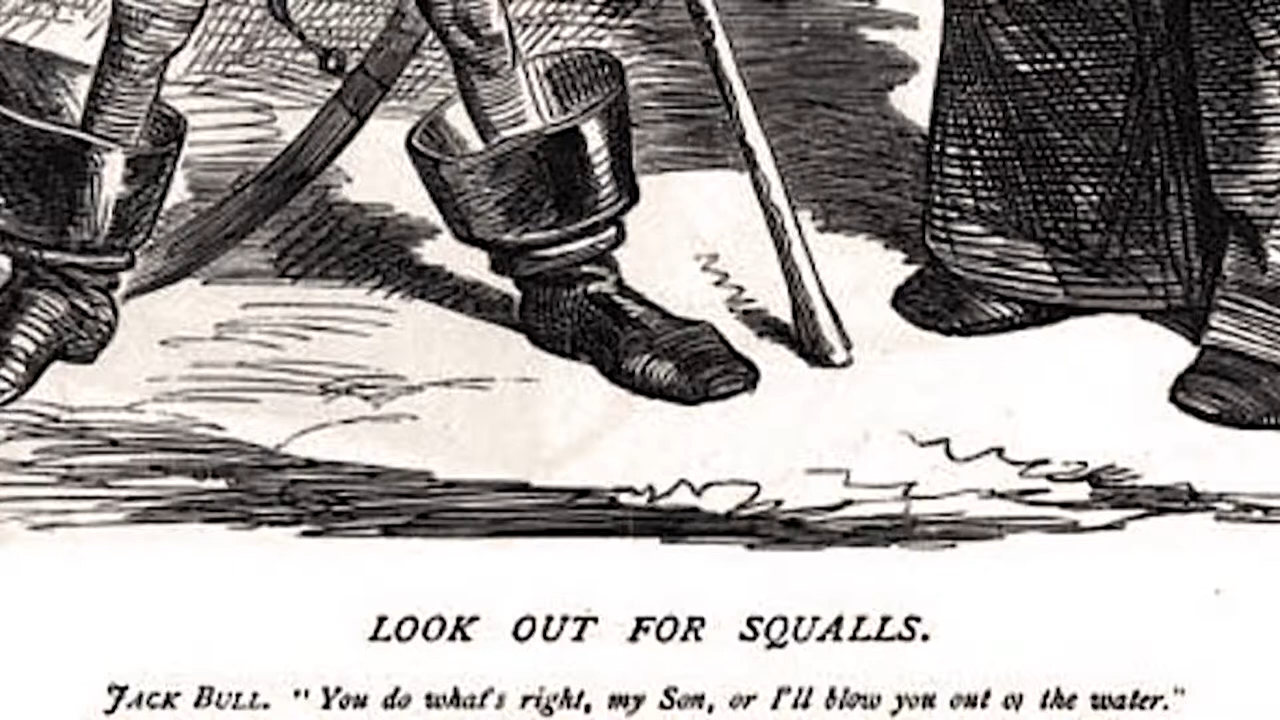 LOOK OUT FOR SQUALLS.
JACK BULL. "You do what's right, my Son, or I'll blow you out o the water."